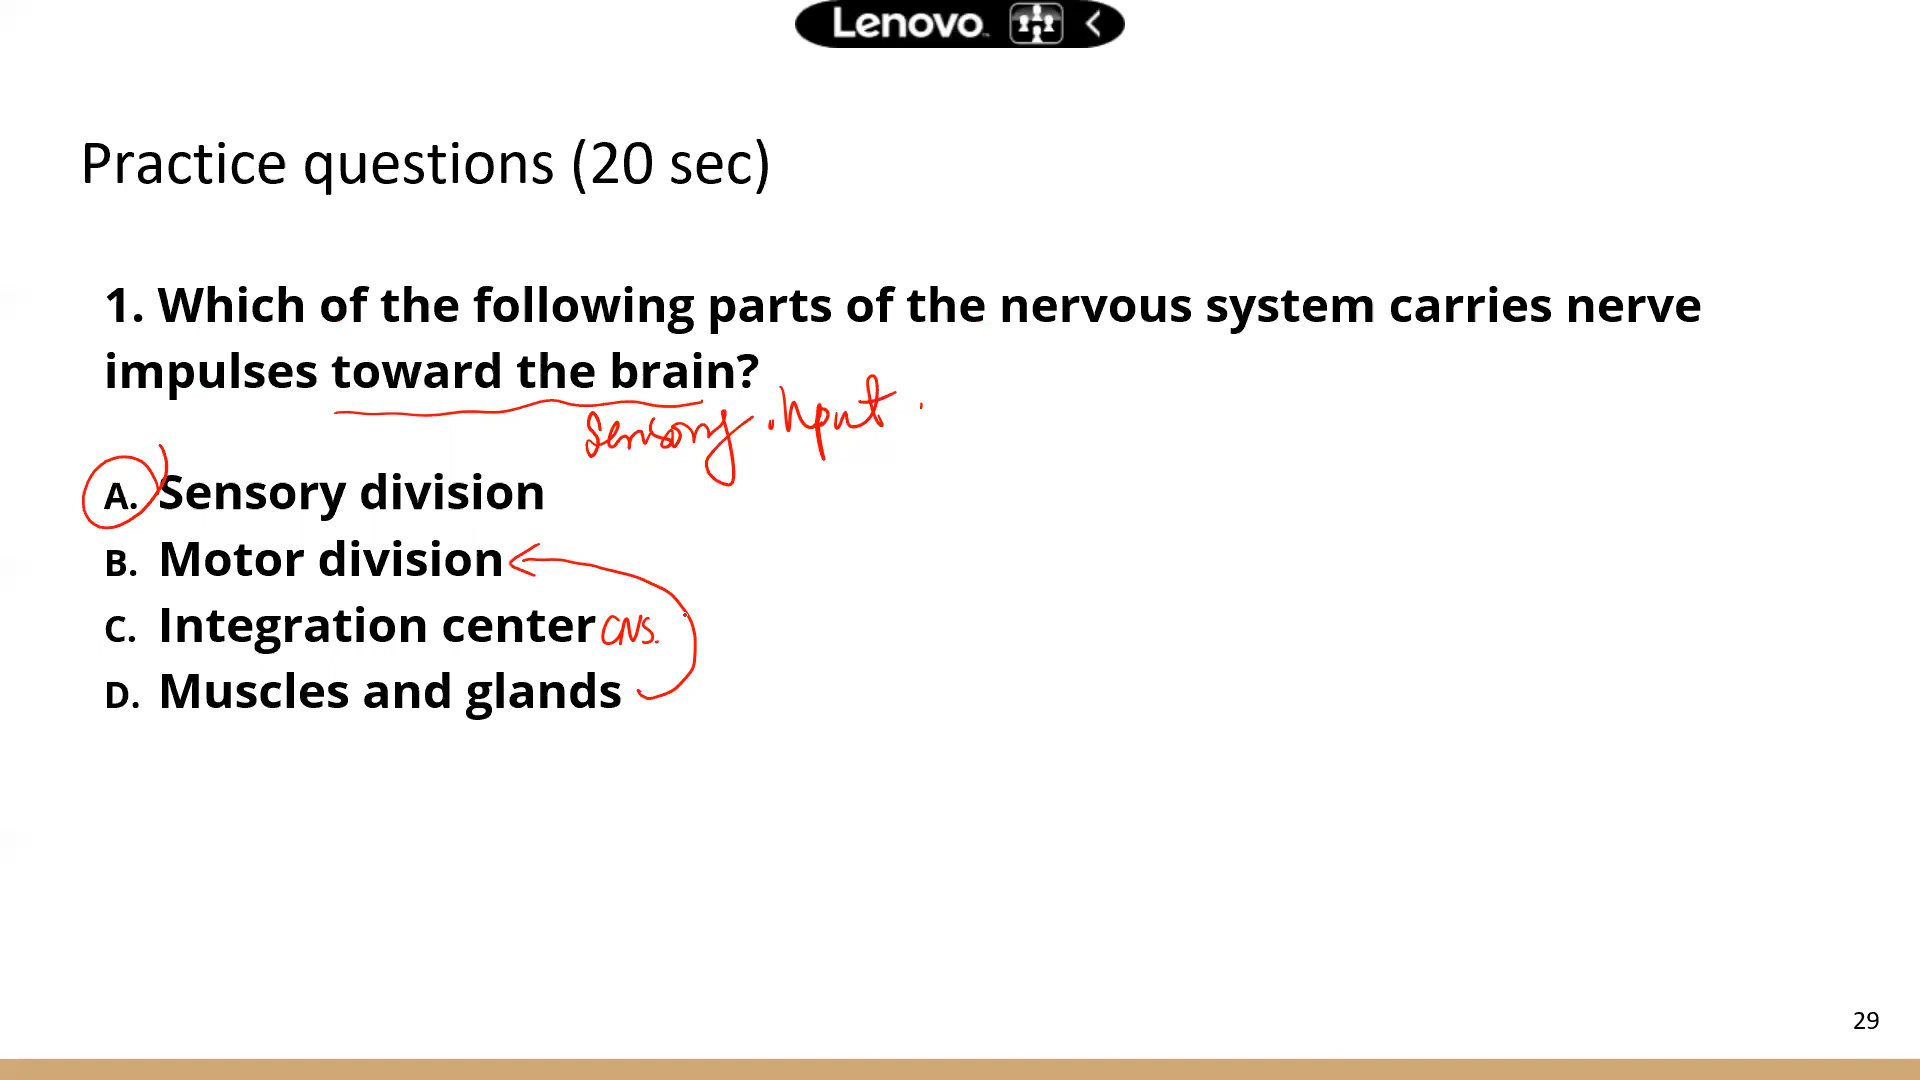 Lenovo
Practice questions (20 sec)
1. Which of the following parts of the nervous system carries nerve
impulses toward the brain?
Sensory input.
A. Sensory division
B. Motor division
C. Integration center CNS.
D. Muscles and glands
29